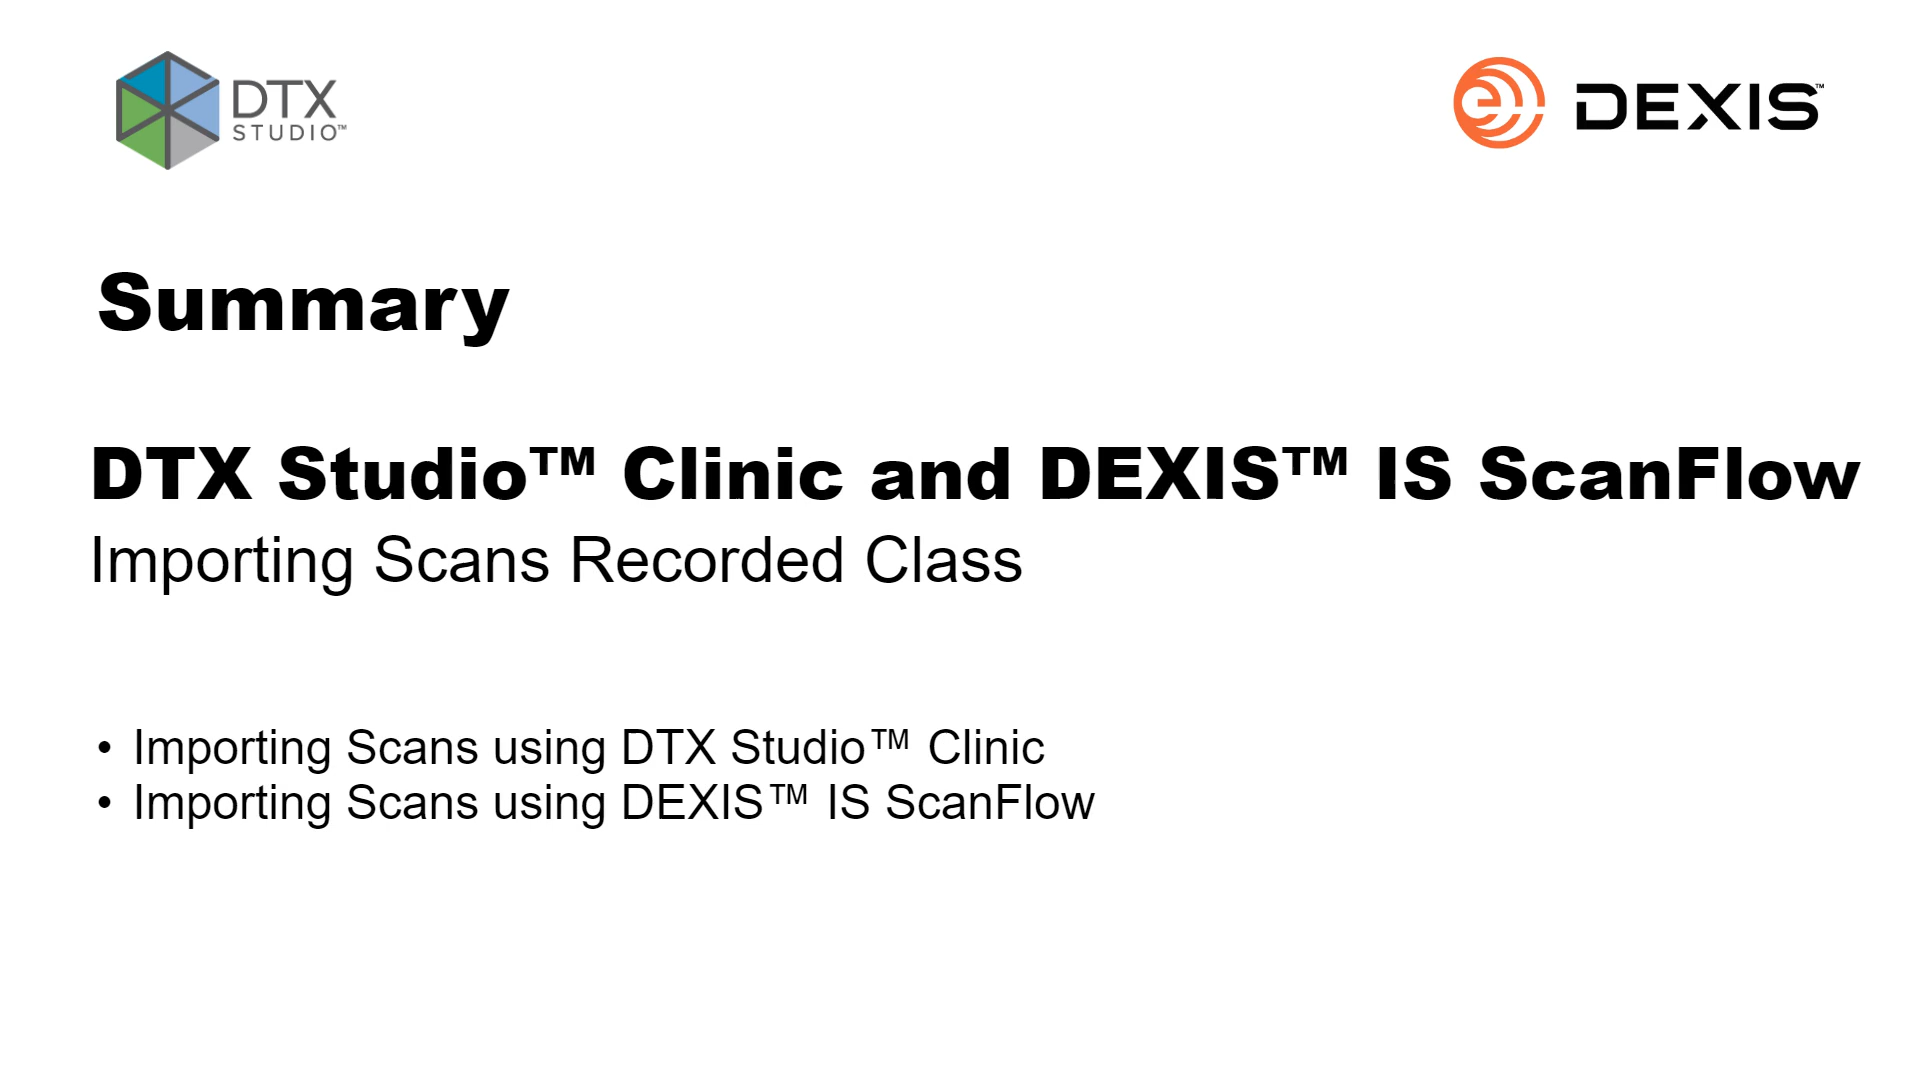 DTX
STUDIO™
DEXIS™
Summary
DTX Studio™ Clinic and DEXIS™ IS ScanFlow
Importing Scans Recorded Class
• Importing Scans using DTX Studio™ Clinic
• Importing Scans using DEXIS™ IS ScanFlow